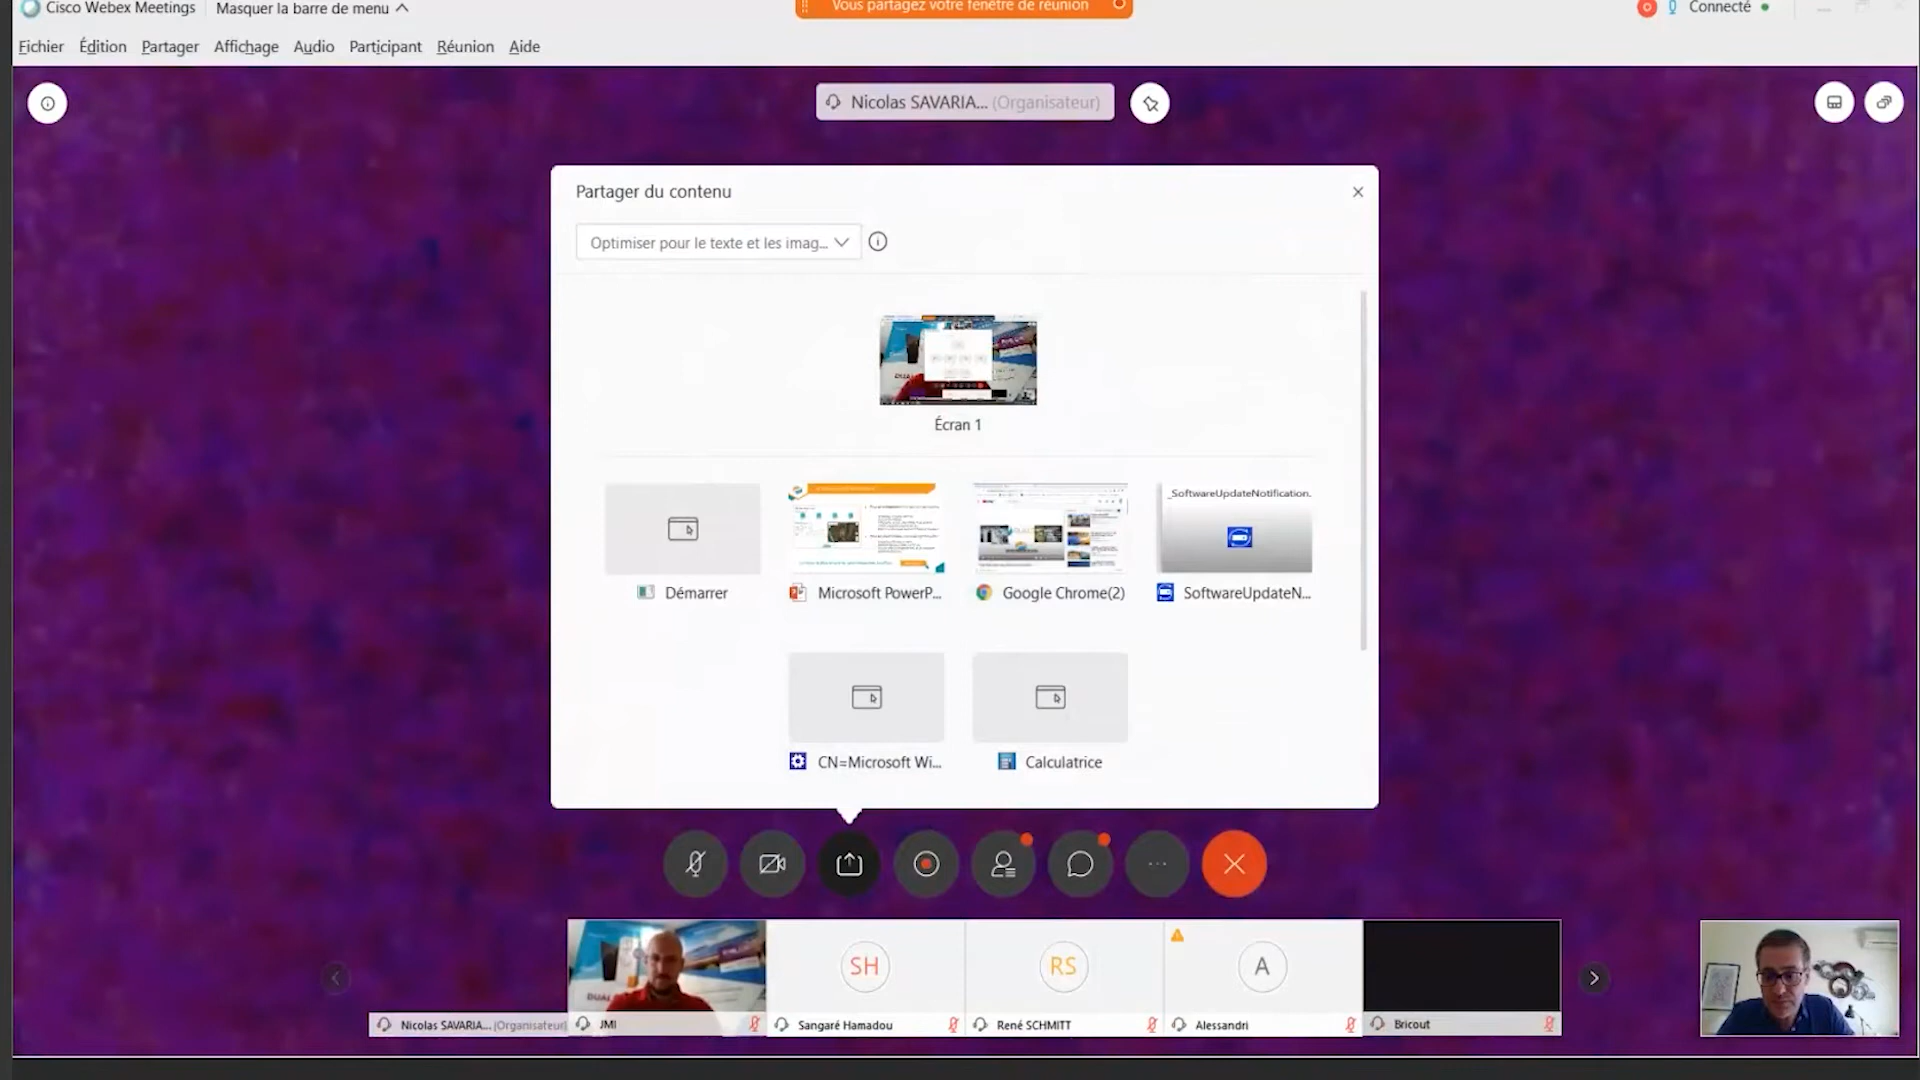 Cisco Webex Meetings
Masquer la barre de menu
Vous partagez votre fenêtre de réunion
Connecté
Fichier Édition Partager Affichage Audio Participant Réunion Aide
Nicolas SAVARIA... (Organisateur)
Partager du contenu
Optimiser pour le texte et les imag...
Écran 1
_SoftwareUpdateNotification.
Démarrer
Microsoft PowerP...
Google Chrome(2)
SoftwareUpdateN...
CN=Microsoft Wi...
Calculatrice
SH
RS
A
DUAL
Nicolas SAVARIA... (Organisateur)
JMI
Sangaré Hamadou
René SCHMITT
Alessandri
Bricout